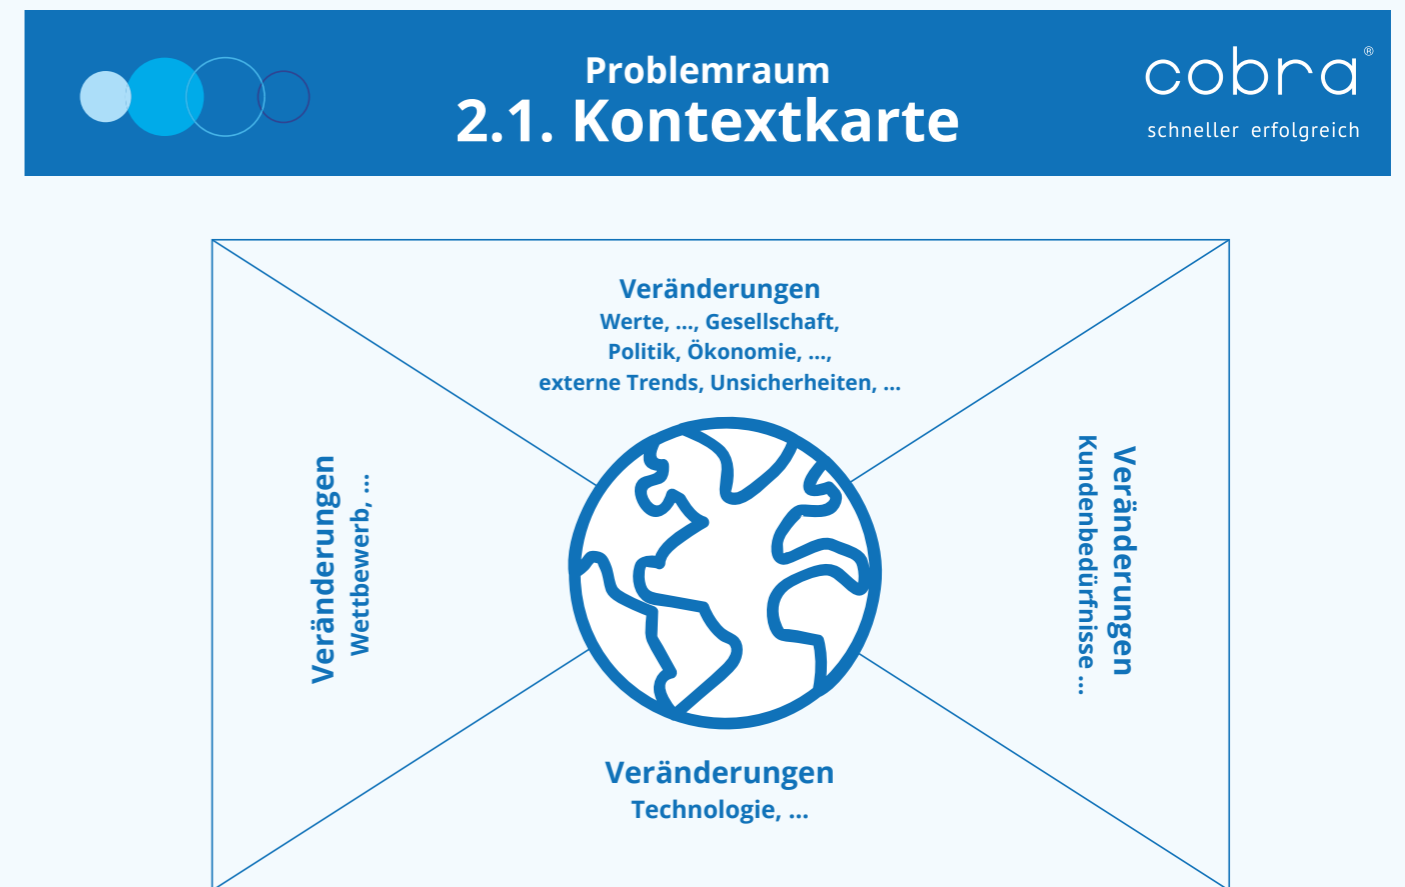 Problemraum
2.1. Kontextkarte
cobra®
schneller erfolgreich
Veränderungen
Werte, ..., Gesellschaft,
Politik, Ökonomie, ...,
externe Trends, Unsicherheiten, ...
Veränderungen
Wettbewerb, ...
Veränderungen
Kundenbedürfnisse ...
Veränderungen
Technologie, ...